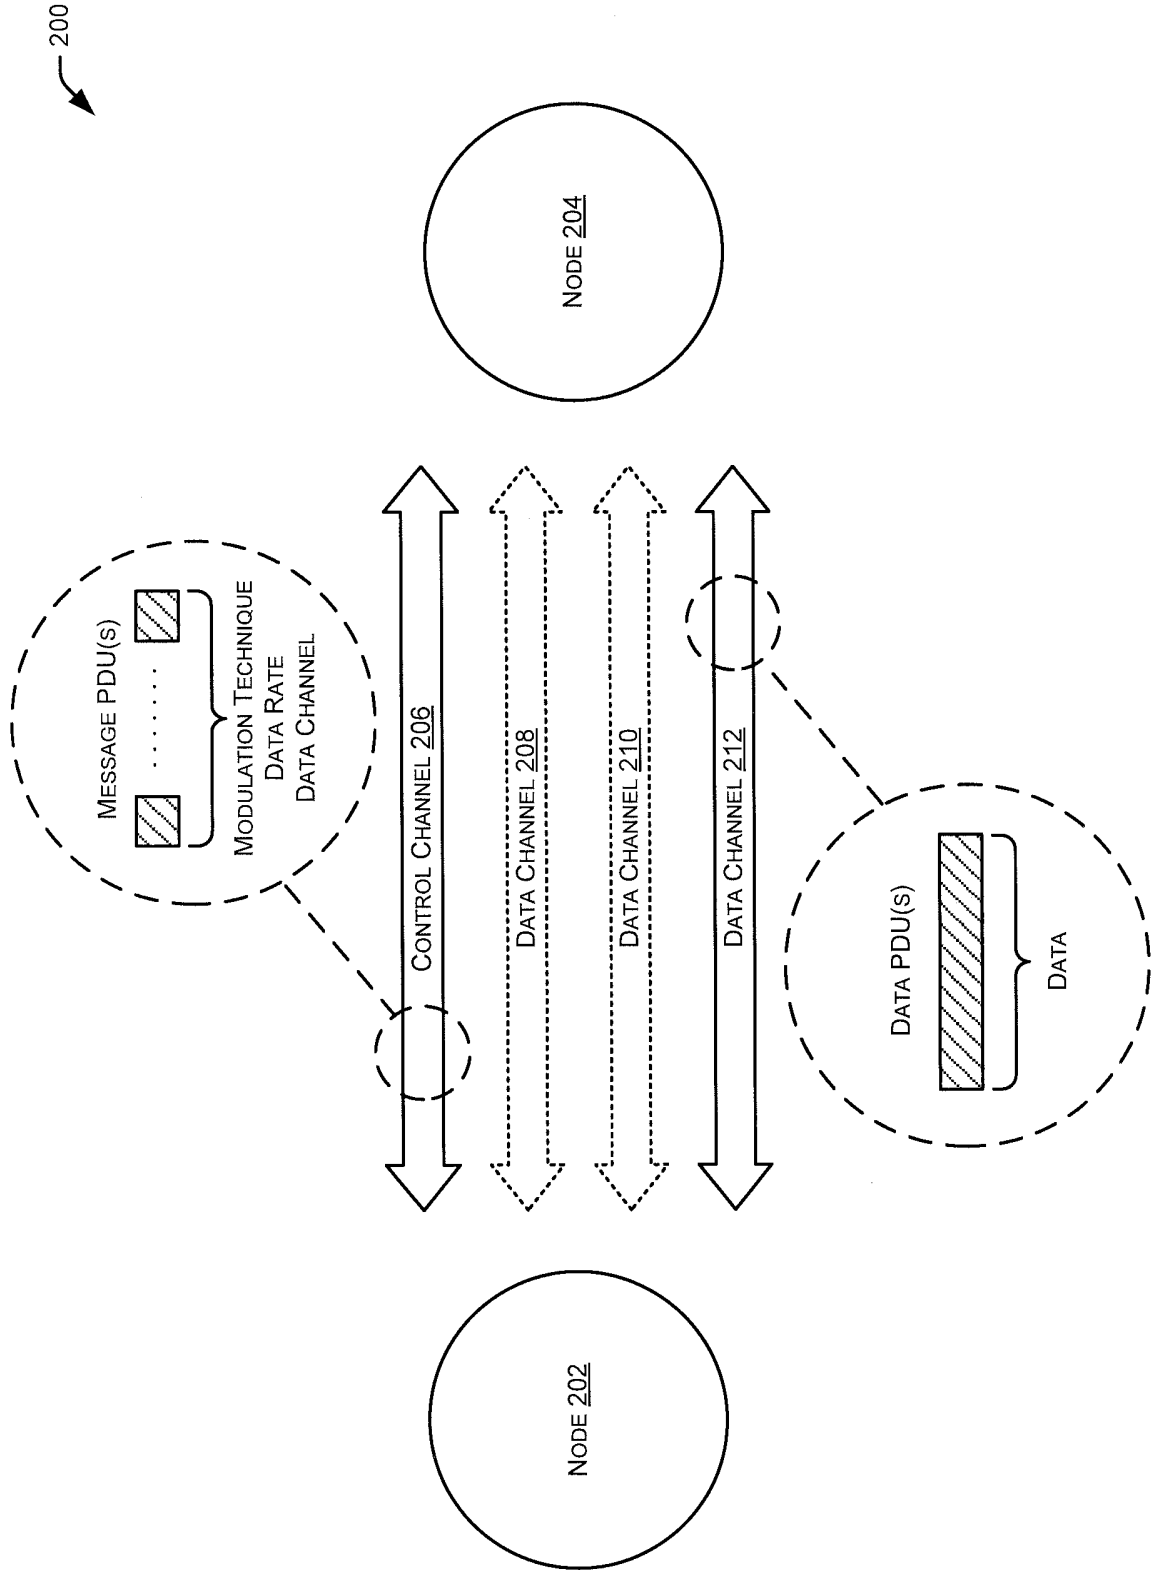 200
MESSAGE PDU(S)
MODULATION TECHNIQUE
DATA RATE
DATA CHANNEL
CONTROL CHANNEL 206
DATA CHANNEL 208
DATA CHANNEL 210
DATA CHANNEL 212
NODE 202
NODE 204
DATA PDU(S)
DATA